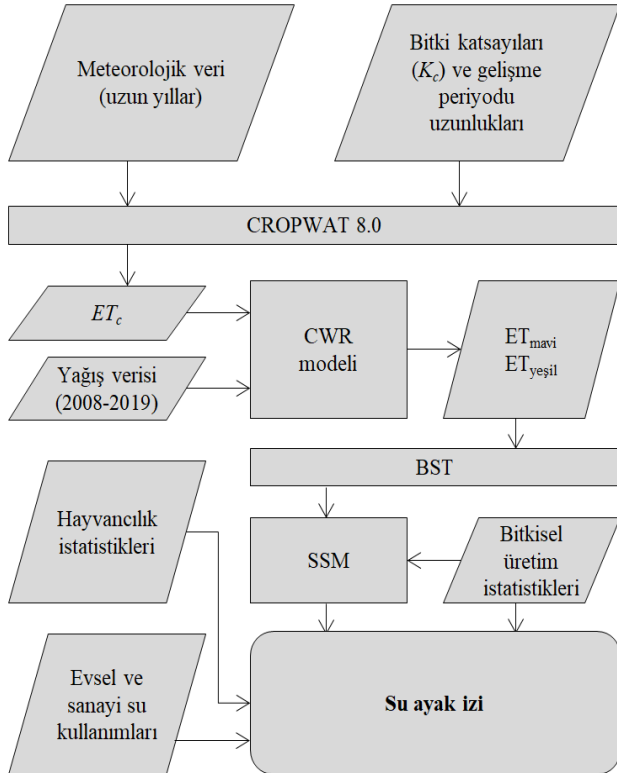 Meteorolojik veri
(uzun yıllar)
Bitki katsayıları
(Kc) ve gelişme
periyodu
uzunlukları
CROPWAT 8.0
ETc
Yağış verisi
(2008-2019)
CWR
modeli
ETmavi
ETyeşil
BST
Hayvancılık
istatistikleri
SSM
Bitkisel
üretim
istatistikleri
Evsel ve
sanayi su
kullanımları
Su ayak izi